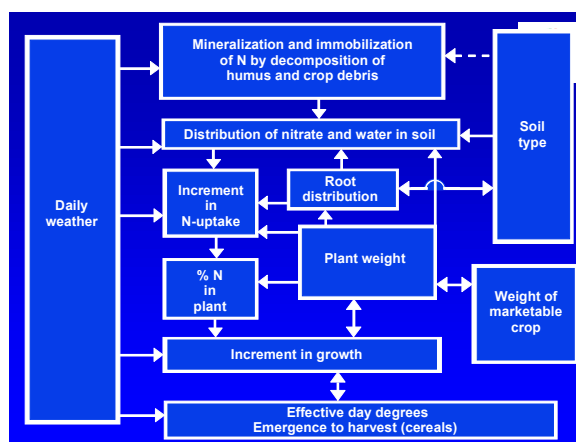 Mineralization and immobilization
of N by decomposition of
humus and crop debris
Distribution of nitrate and water in soil
Soil
type
Daily
weather
Increment
in
N-uptake
Root
distribution
% N
in
plant
Plant weight
Weight of
marketable
crop
Increment in growth
Effective day degrees
Emergence to harvest (cereals)